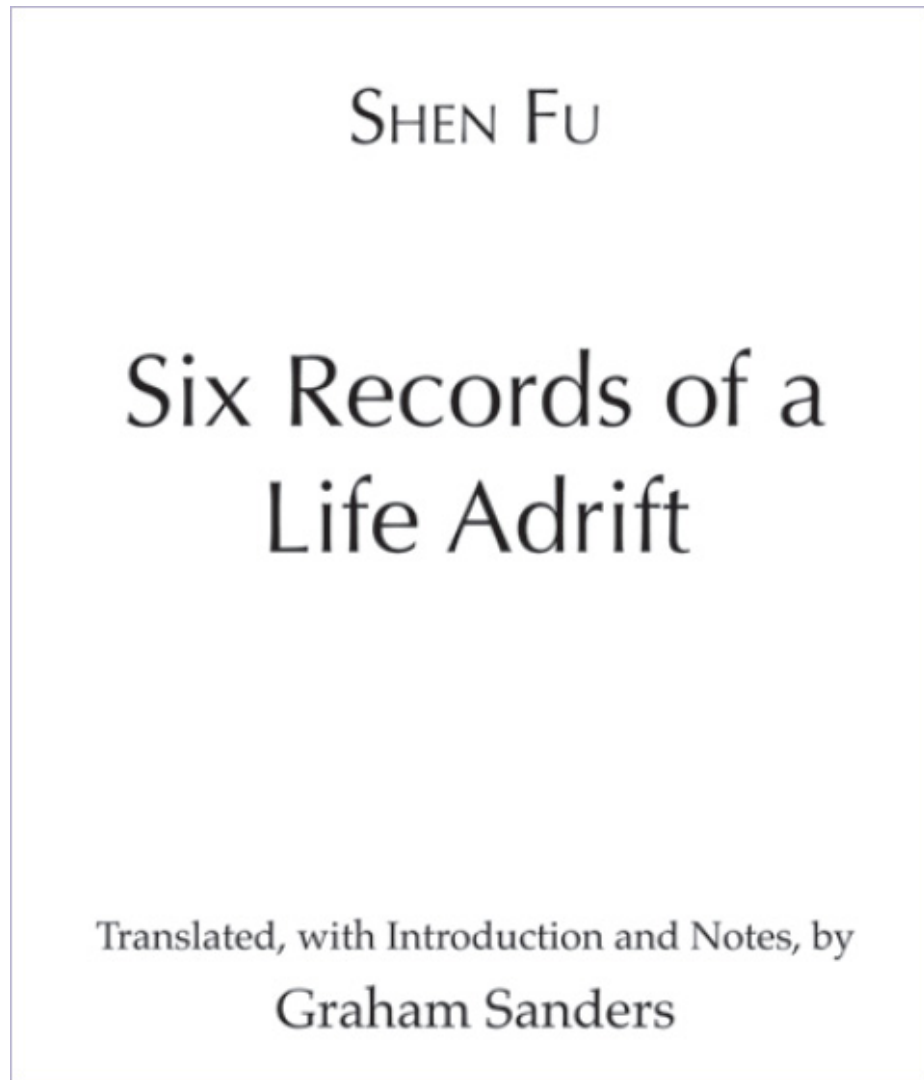 SHEN FU
Six Records of a
Life Adrift
Translated, with Introduction and Notes, by
Graham Sanders